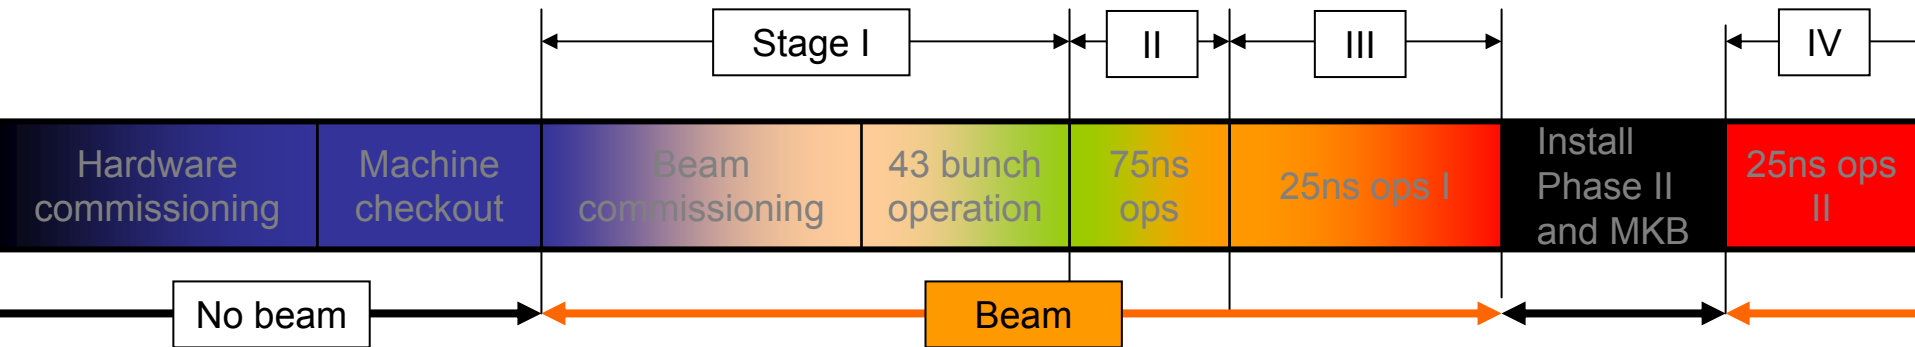 Stage I
II
III
IV
Hardware
commissioning
Machine
checkout
Beam
commissioning
43 bunch
operation
75ns
ops
25ns ops I
Install
Phase II
and MKB
25ns ops
II
No beam
Beam